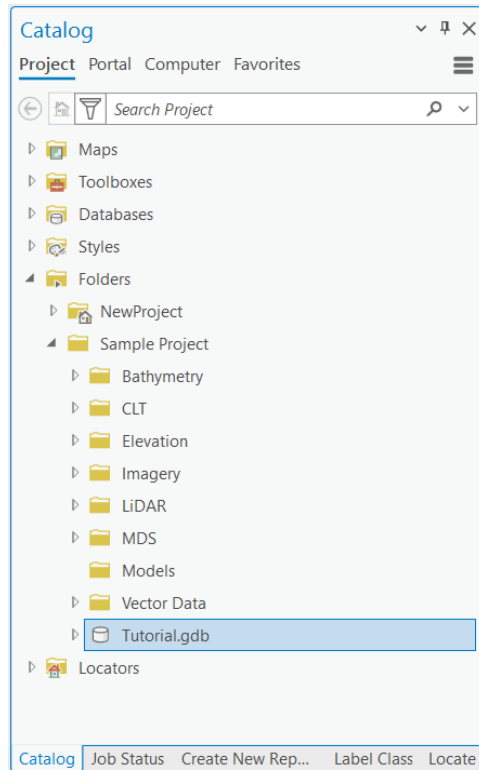 Catalog
Project Portal Computer Favorites
Search Project
Maps
Toolboxes
Databases
Styles
Folders
NewProject
Sample Project
Bathymetry
CLT
Elevation
Imagery
LiDAR
MDS
Models
Vector Data
Tutorial.gdb
Locators
Catalog Job Status Create New Rep... Label Class Locate